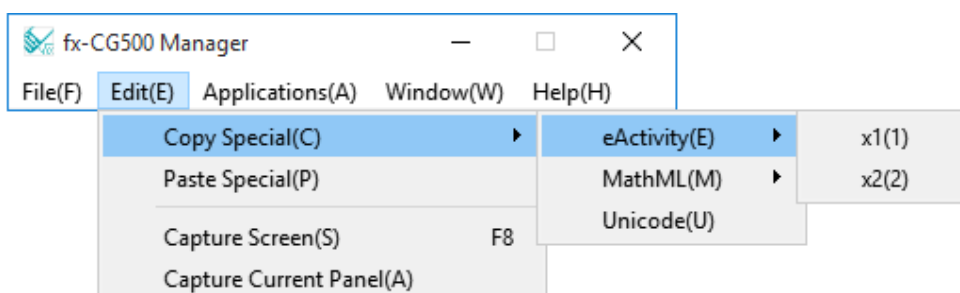 fx-CG500 Manager
File(F) Edit(E) Applications(A) Window(W) Help(H)
Copy Special(C) eActivity(E) x1(1)
Paste Special(P) MathML(M) x2(2)
Unicode(U)
Capture Screen(S) F8
Capture Current Panel(A)